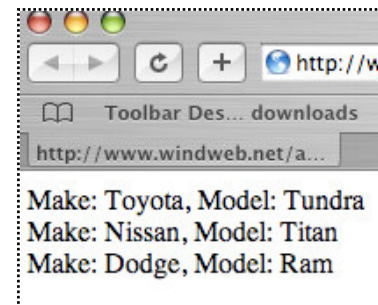 http://w
Toolbar Des... downloads
http://www.windweb.net/a...
Make: Toyota, Model: Tundra
Make: Nissan, Model: Titan
Make: Dodge, Model: Ram